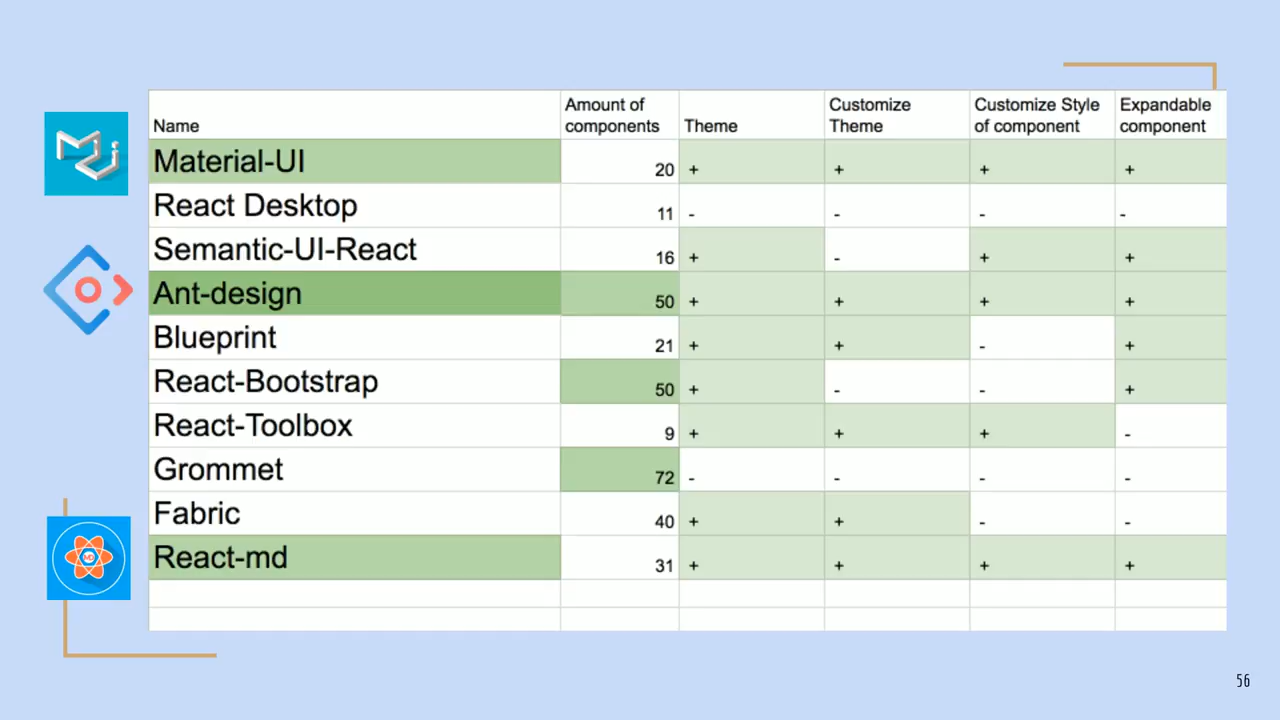 Name Amount of components Theme Customize Theme Customize Style of component Expandable component
Material-UI 20 + + + +
React Desktop 11 - - - -
Semantic-UI-React 16 + - + +
Ant-design 50 + + + +
Blueprint 21 + + - +
React-Bootstrap 50 + - - +
React-Toolbox 9 + + + -
Grommet 72 - - - -
Fabric 40 + + - -
MD
React-md 31 + + + +
56